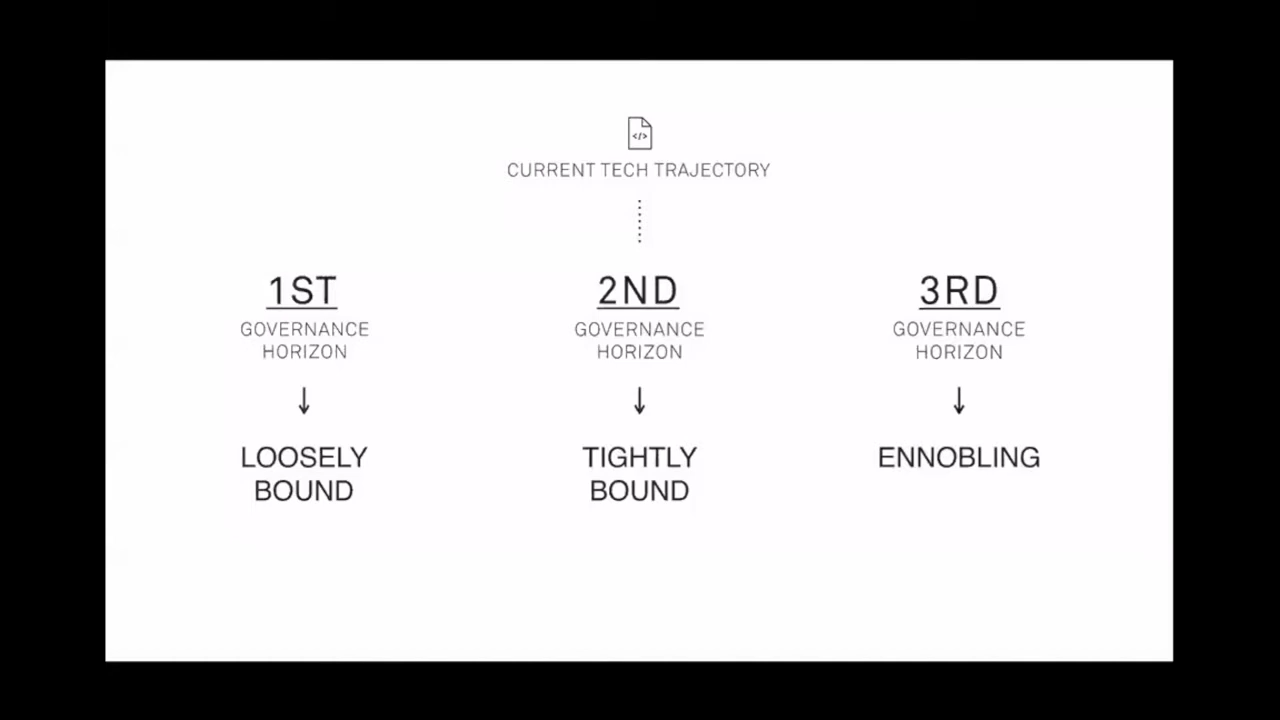 </>
CURRENT TECH TRAJECTORY
1ST
GOVERNANCE
HORIZON
LOOSELY
BOUND
2ND
GOVERNANCE
HORIZON
TIGHTLY
BOUND
3RD
GOVERNANCE
HORIZON
ENNOBLING